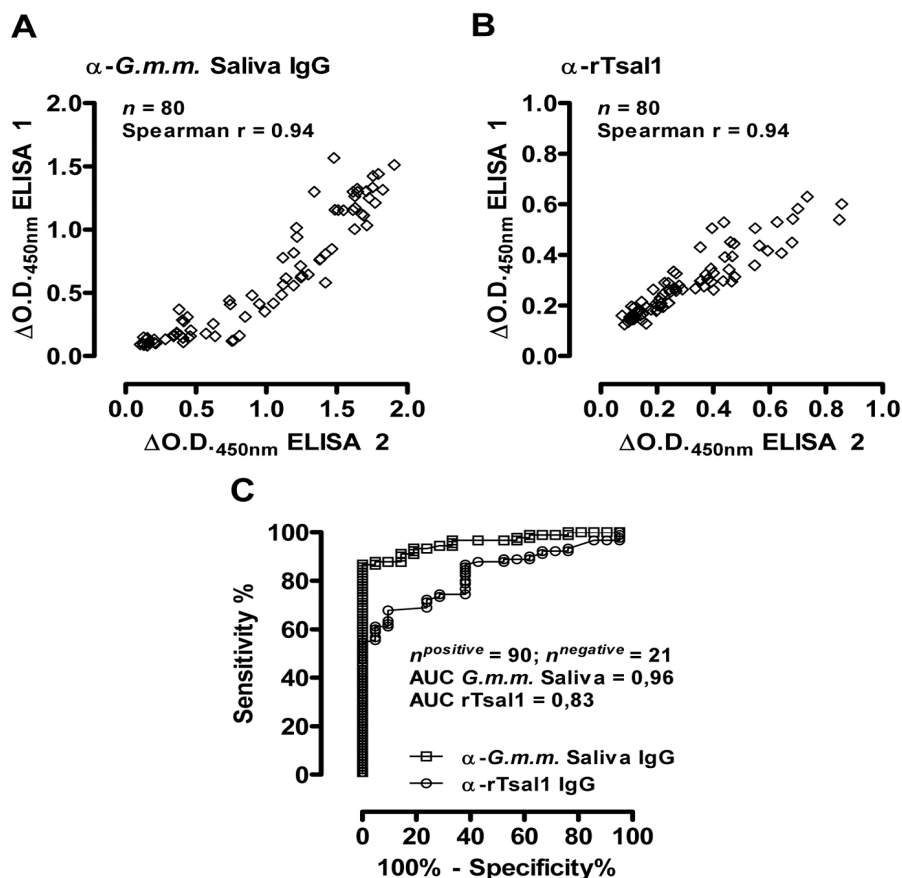 A
B
α-G.m.m. Saliva IgG
α-rTsal1
n = 80
Spearman r = 0.94
n = 80
Spearman r = 0.94
ΔO.D.450nm ELISA 1
2.0
1.5
1.0
0.5
0.0
ΔO.D.450nm ELISA 1
1.0
0.8
0.6
0.4
0.2
0.0
0.0 0.5 1.0 1.5 2.0
0.0 0.2 0.4 0.6 0.8 1.0
ΔO.D.450nm ELISA 2
ΔO.D.450nm ELISA 2
C
Sensitivity %
100
80
60
40
20
0
npositive = 90; nnegative = 21
AUC G.m.m. Saliva = 0,96
AUC rTsal1 = 0,83
α-G.m.m. Saliva IgG
α-rTsal1 IgG
0 20 40 60 80 100
100% - Specificity%